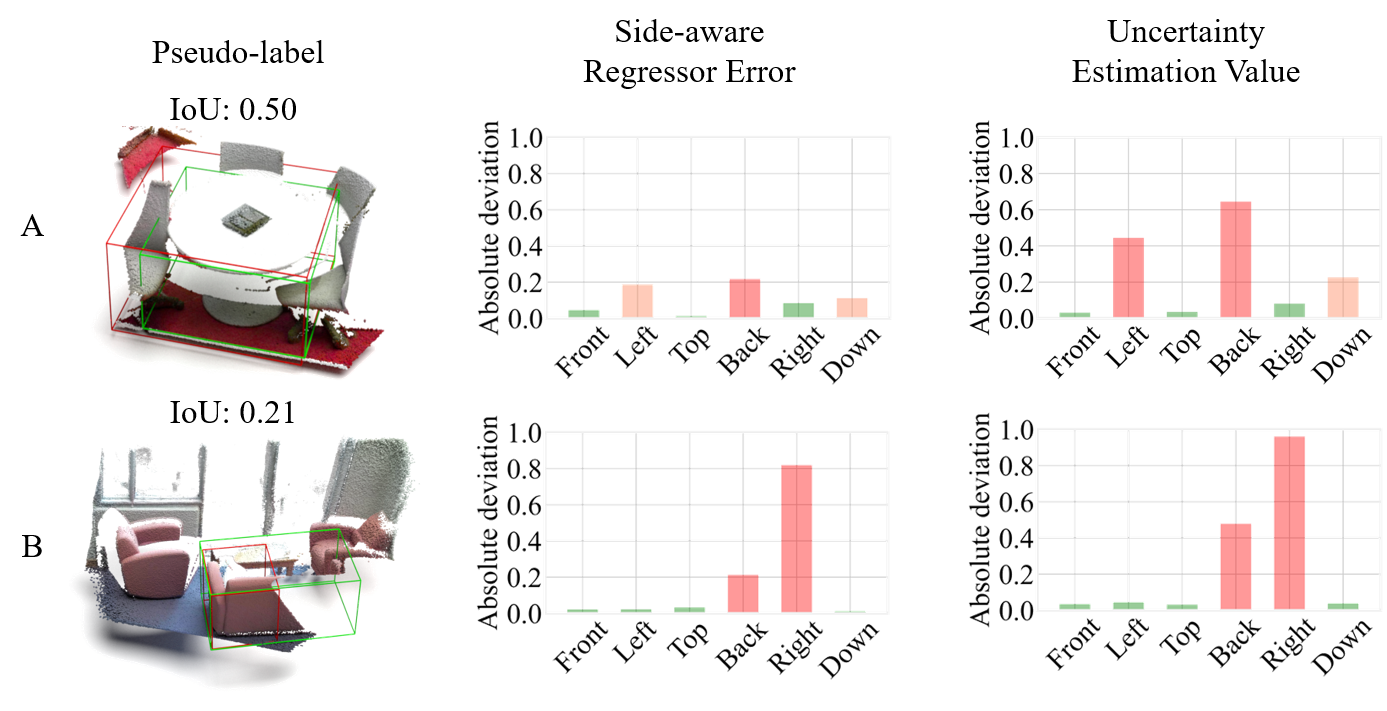 Pseudo-label
Side-aware
Regressor Error
Uncertainty
Estimation Value
A
IoU: 0.50
Absolute deviation
1.0
0.8
0.6
0.4
0.2
0.0
Front
Left
Top
Back
Right
Down
Absolute deviation
1.0
0.8
0.6
0.4
0.2
0.0
Front
Left
Top
Back
Right
Down
B
IoU: 0.21
Absolute deviation
1.0
0.8
0.6
0.4
0.2
0.0
Front
Left
Top
Back
Right
Down
Absolute deviation
1.0
0.8
0.6
0.4
0.2
0.0
Front
Left
Top
Back
Right
Down